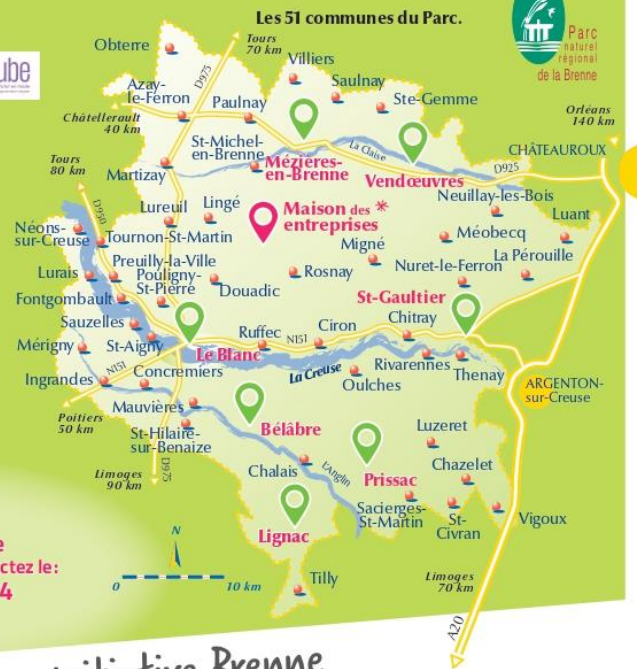 Les 51 communes du Parc.
Parc
naturel
régional
de la Brenne
ube
Obterre
Tours
70 km
Villiers
Azay-
le-Ferron
D975
Saulnay
Paulnay
Ste-Gemme
Châtellerault
40 km
Orléans
140 km
St-Michel-
en-Brenne
La Claise
CHÂTEAUROUX
Tours
80 km
Martizay
Mézières-
en-Brenne
Vendœuvres
D925
Neuillay-les-Bois
D950
Lureuil
Lingé
Maison des *
entreprises
Luant
Néons-
sur-Creuse
Tournon-St-Martin
Migné
Méobecq
La Pérouille
Preuilly-la-Ville
Lurais
Pouligny-
St-Pierre
Rosnay
Nuret-le-Ferron
Douadic
Fontgombault
St-Gaultier
Sauzelles
Chitray
Ruffec
N151
Ciron
Mérigny
St-Aigny
Le Blanc
La Creuse
Rivarennes
Thenay
N151
Concremiers
Oulches
Ingrandes
ARGENTON-
sur-Creuse
Poitiers
50 km
Mauvières
Bélâbre
Luzeret
St-Hilaire-
sur-Benaize
Limoges
90 km
D975
Chalais
L'Anglin
Prissac
Chazelet
Sacierges-
St-Martin
St-
Civran
Vigoux
Lignac
e
ctez le :
4
N
0
10 km
Tilly
Limoges
70 km
A20
Initiative Brenne